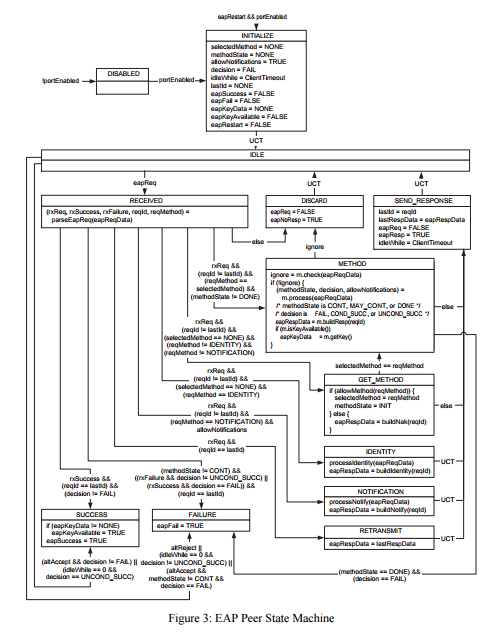 eapRestart && portEnabled
INITIALIZE
selectedMethod = NONE
methodState = NONE
allowNotifications = TRUE
decision = FAIL
idleWhile = ClientTimeout
lastId = NONE
eapSuccess = FALSE
eapFail = FALSE
eapKeyData = NONE
eapKeyAvailable = FALSE
eapRestart = FALSE
!portEnabled
DISABLED
portEnabled
UCT
IDLE
eapReq
UCT
UCT
RECEIVED
(rxReq, rxSuccess, rxFailure, reqId, reqMethod) =
parseEapReq(eapReqData)
DISCARD
eapReq = FALSE
eapNoResp = TRUE
SEND_RESPONSE
lastId = reqId
lastRespData = eapRespData
eapReq = FALSE
eapResp = TRUE
idleWhile = ClientTimeout
else
ignore
METHOD
ignore = m.check(eapReqData)
if (!ignore) {
(methodState, decision, allowNotifications) =
m.process(eapReqData)
/* methodState is CONT, MAY_CONT, or DONE */
/* decision is FAIL, COND_SUCC, or UNCOND_SUCC */
eapRespData = m.buildResp(reqId)
if (m.isKeyAvailable())
eapKeyData = m.getKey()
}
else
rxReq &&
(reqId != lastId) &&
(reqMethod ==
selectedMethod) &&
(methodState != DONE)
rxReq &&
(reqId != lastId) &&
(selectedMethod == NONE) &&
(reqMethod != IDENTITY) &&
(reqMethod != NOTIFICATION)
selectedMethod == reqMethod
GET_METHOD
if (allowMethod(reqMethod)) {
selectedMethod = reqMethod
methodState = INIT
} else {
eapRespData = buildNak(reqId)
}
else
rxReq &&
(reqId != lastId) &&
(selectedMethod == NONE) &&
(reqMethod == IDENTITY)
rxReq &&
(reqId != lastId) &&
(reqMethod == NOTIFICATION) &&
allowNotifications
rxReq &&
(reqId == lastId)
IDENTITY
processIdentity(eapReqData)
eapRespData = buildIdentity(reqId)
UCT
NOTIFICATION
processNotify(eapReqData)
eapRespData = buildNotify(reqId)
UCT
RETRANSMIT
eapRespData = lastRespData
UCT
rxSuccess &&
(reqId == lastId) &&
(decision != FAIL)
(methodState != CONT) &&
((rxFailure && decision != UNCOND_SUCC) ||
(rxSuccess && decision == FAIL)) &&
(reqId == lastId)
SUCCESS
if (eapKeyData != NONE)
eapKeyAvailable = TRUE
eapSuccess = TRUE
FAILURE
eapFail = TRUE
(altAccept && decision != FAIL) ||
(idleWhile == 0 &&
decision == UNCOND_SUCC)
altReject ||
(idleWhile == 0 &&
decision != UNCOND_SUCC) ||
(altAccept &&
methodState != CONT &&
decision == FAIL)
(methodState == DONE) &&
(decision == FAIL)
Figure 3: EAP Peer State Machine